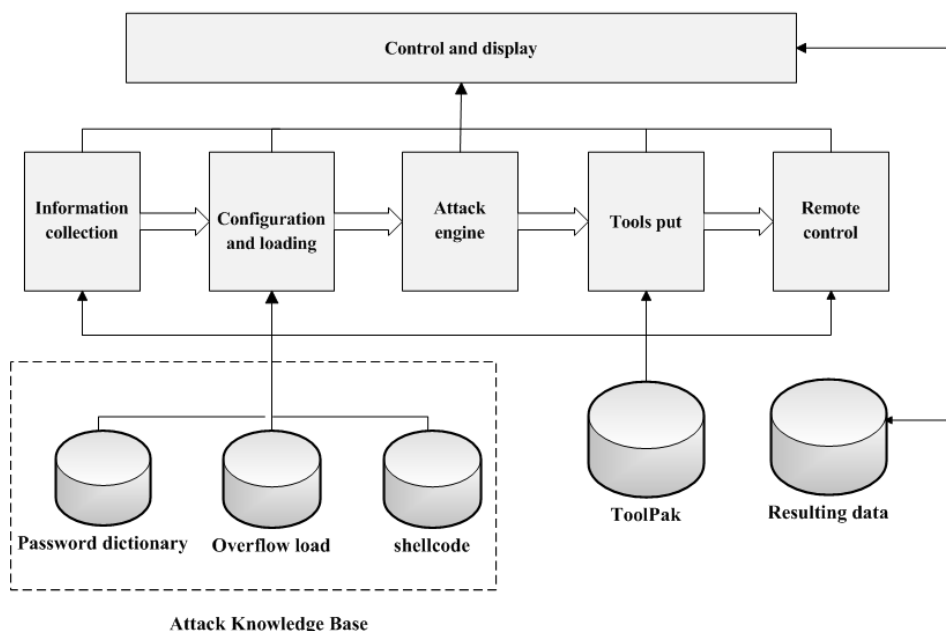 Control and display
Information
collection
Configuration
and loading
Attack
engine
Tools put
Remote
control
Password dictionary
Overflow load
shellcode
ToolPak
Resulting data
Attack Knowledge Base